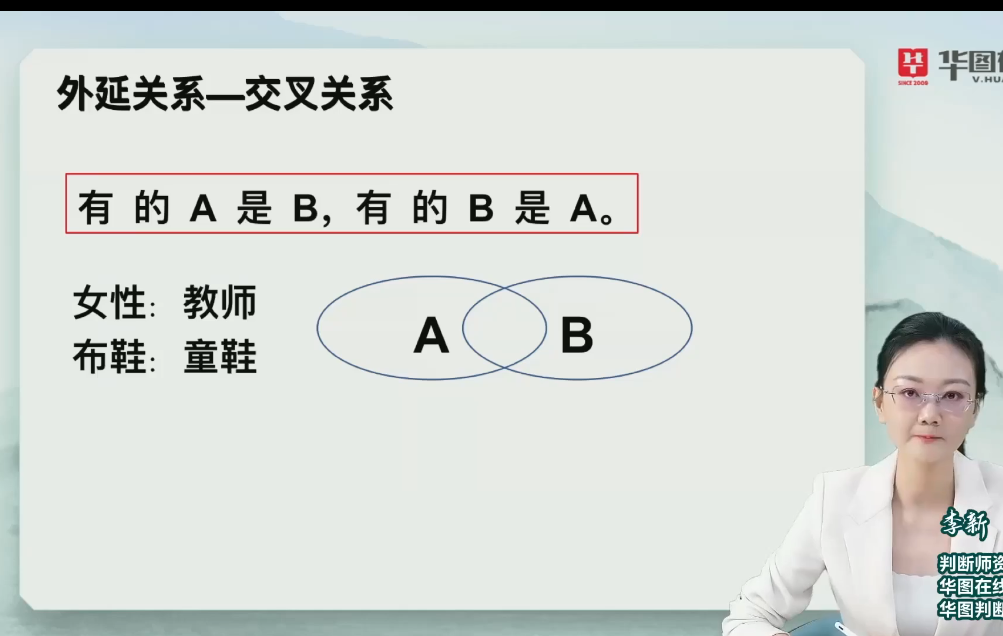 外延关系—交叉关系
有的A是B，有的B是A。
女性：教师
布鞋：童鞋
A B
华图
SINCE 2009
V.HU
李新
判断师资
华图在线
华图判断